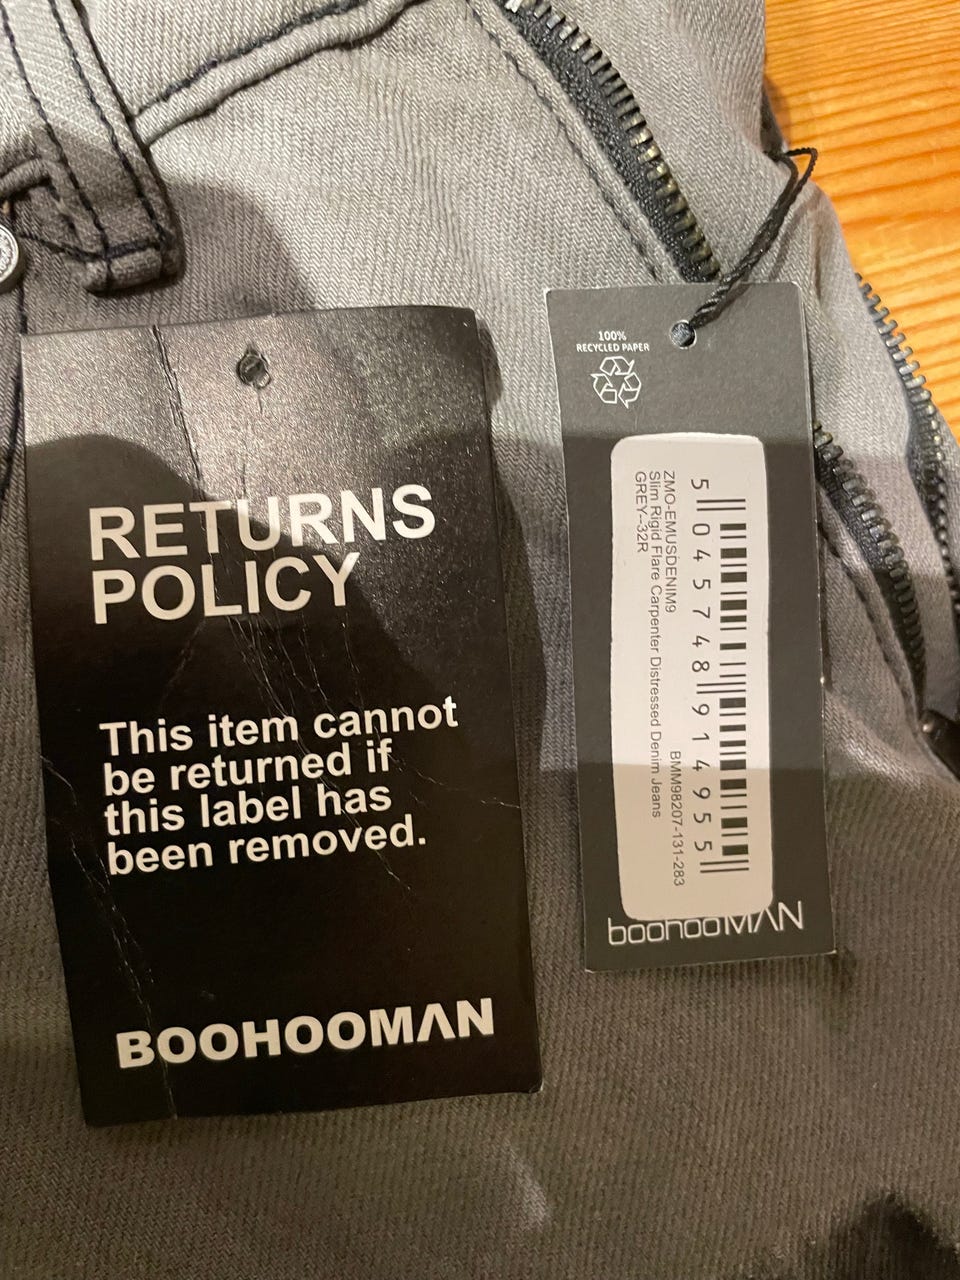 RETURNS
POLICY
This item cannot
be returned if
this label has
been removed.
BOOHOOMAN
100%
RECYCLED PAPER
5 045748 914955
ZMO-EMUSDENIM9 BMM98207-131-283
Slim Rigid Flare Carpenter Distressed Denim Jeans
GREY--32R
boohooMAN